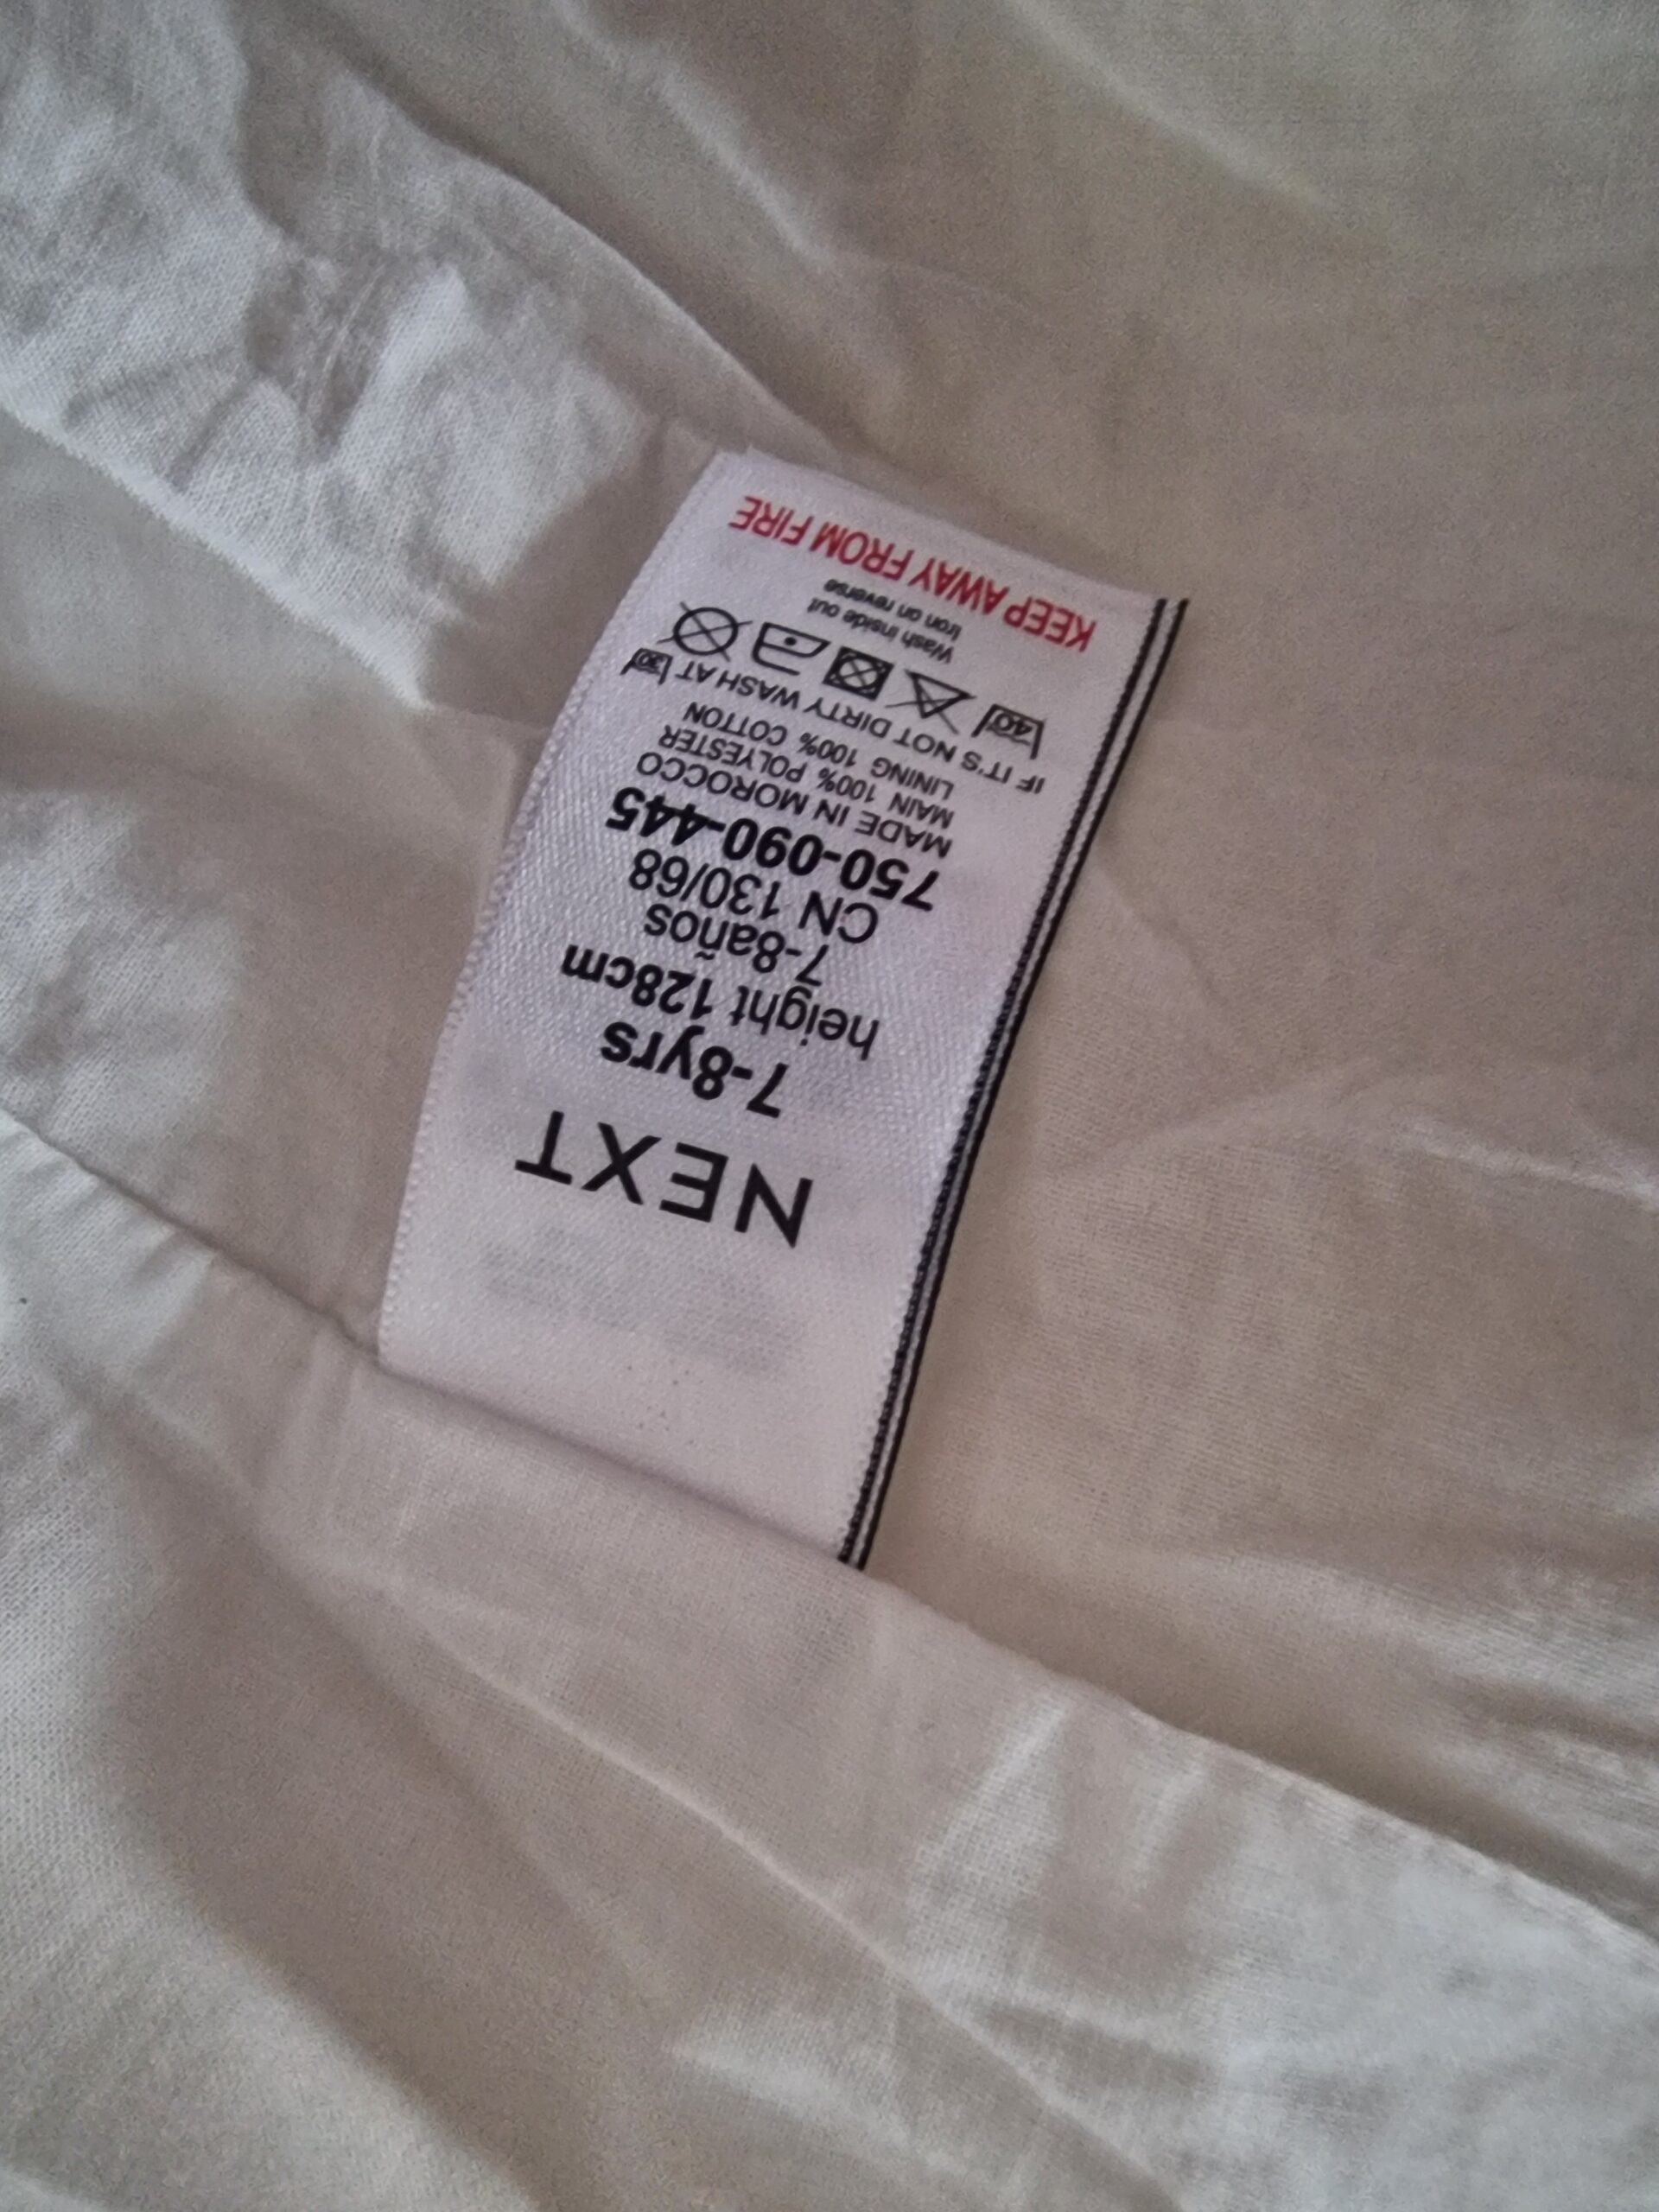 NEXT
7-8yrs
height 128cm
7-8años
CN 130/68
750-090-445
MADE IN MOROCCO
MAIN 100% POLYESTER
LINING 100% COTTON
IF IT'S NOT DIRTY WASH AT 30
40
Wash inside out
Iron on reverse
KEEP AWAY FROM FIRE